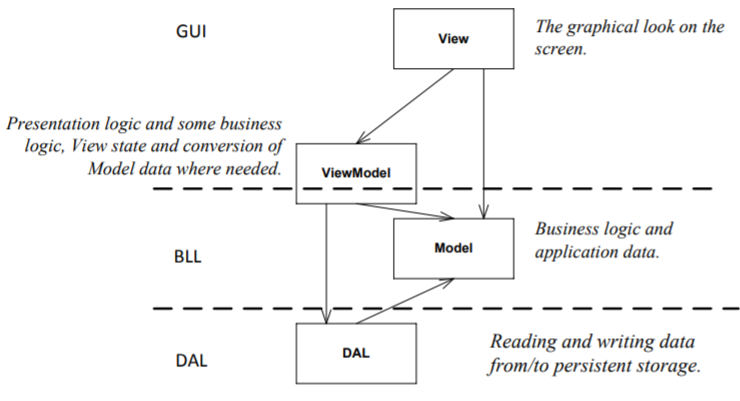 GUI
View
The graphical look on the
screen.
Presentation logic and some business
logic, View state and conversion of
Model data where needed.
ViewModel
BLL
Model
Business logic and
application data.
DAL
DAL
Reading and writing data
from/to persistent storage.